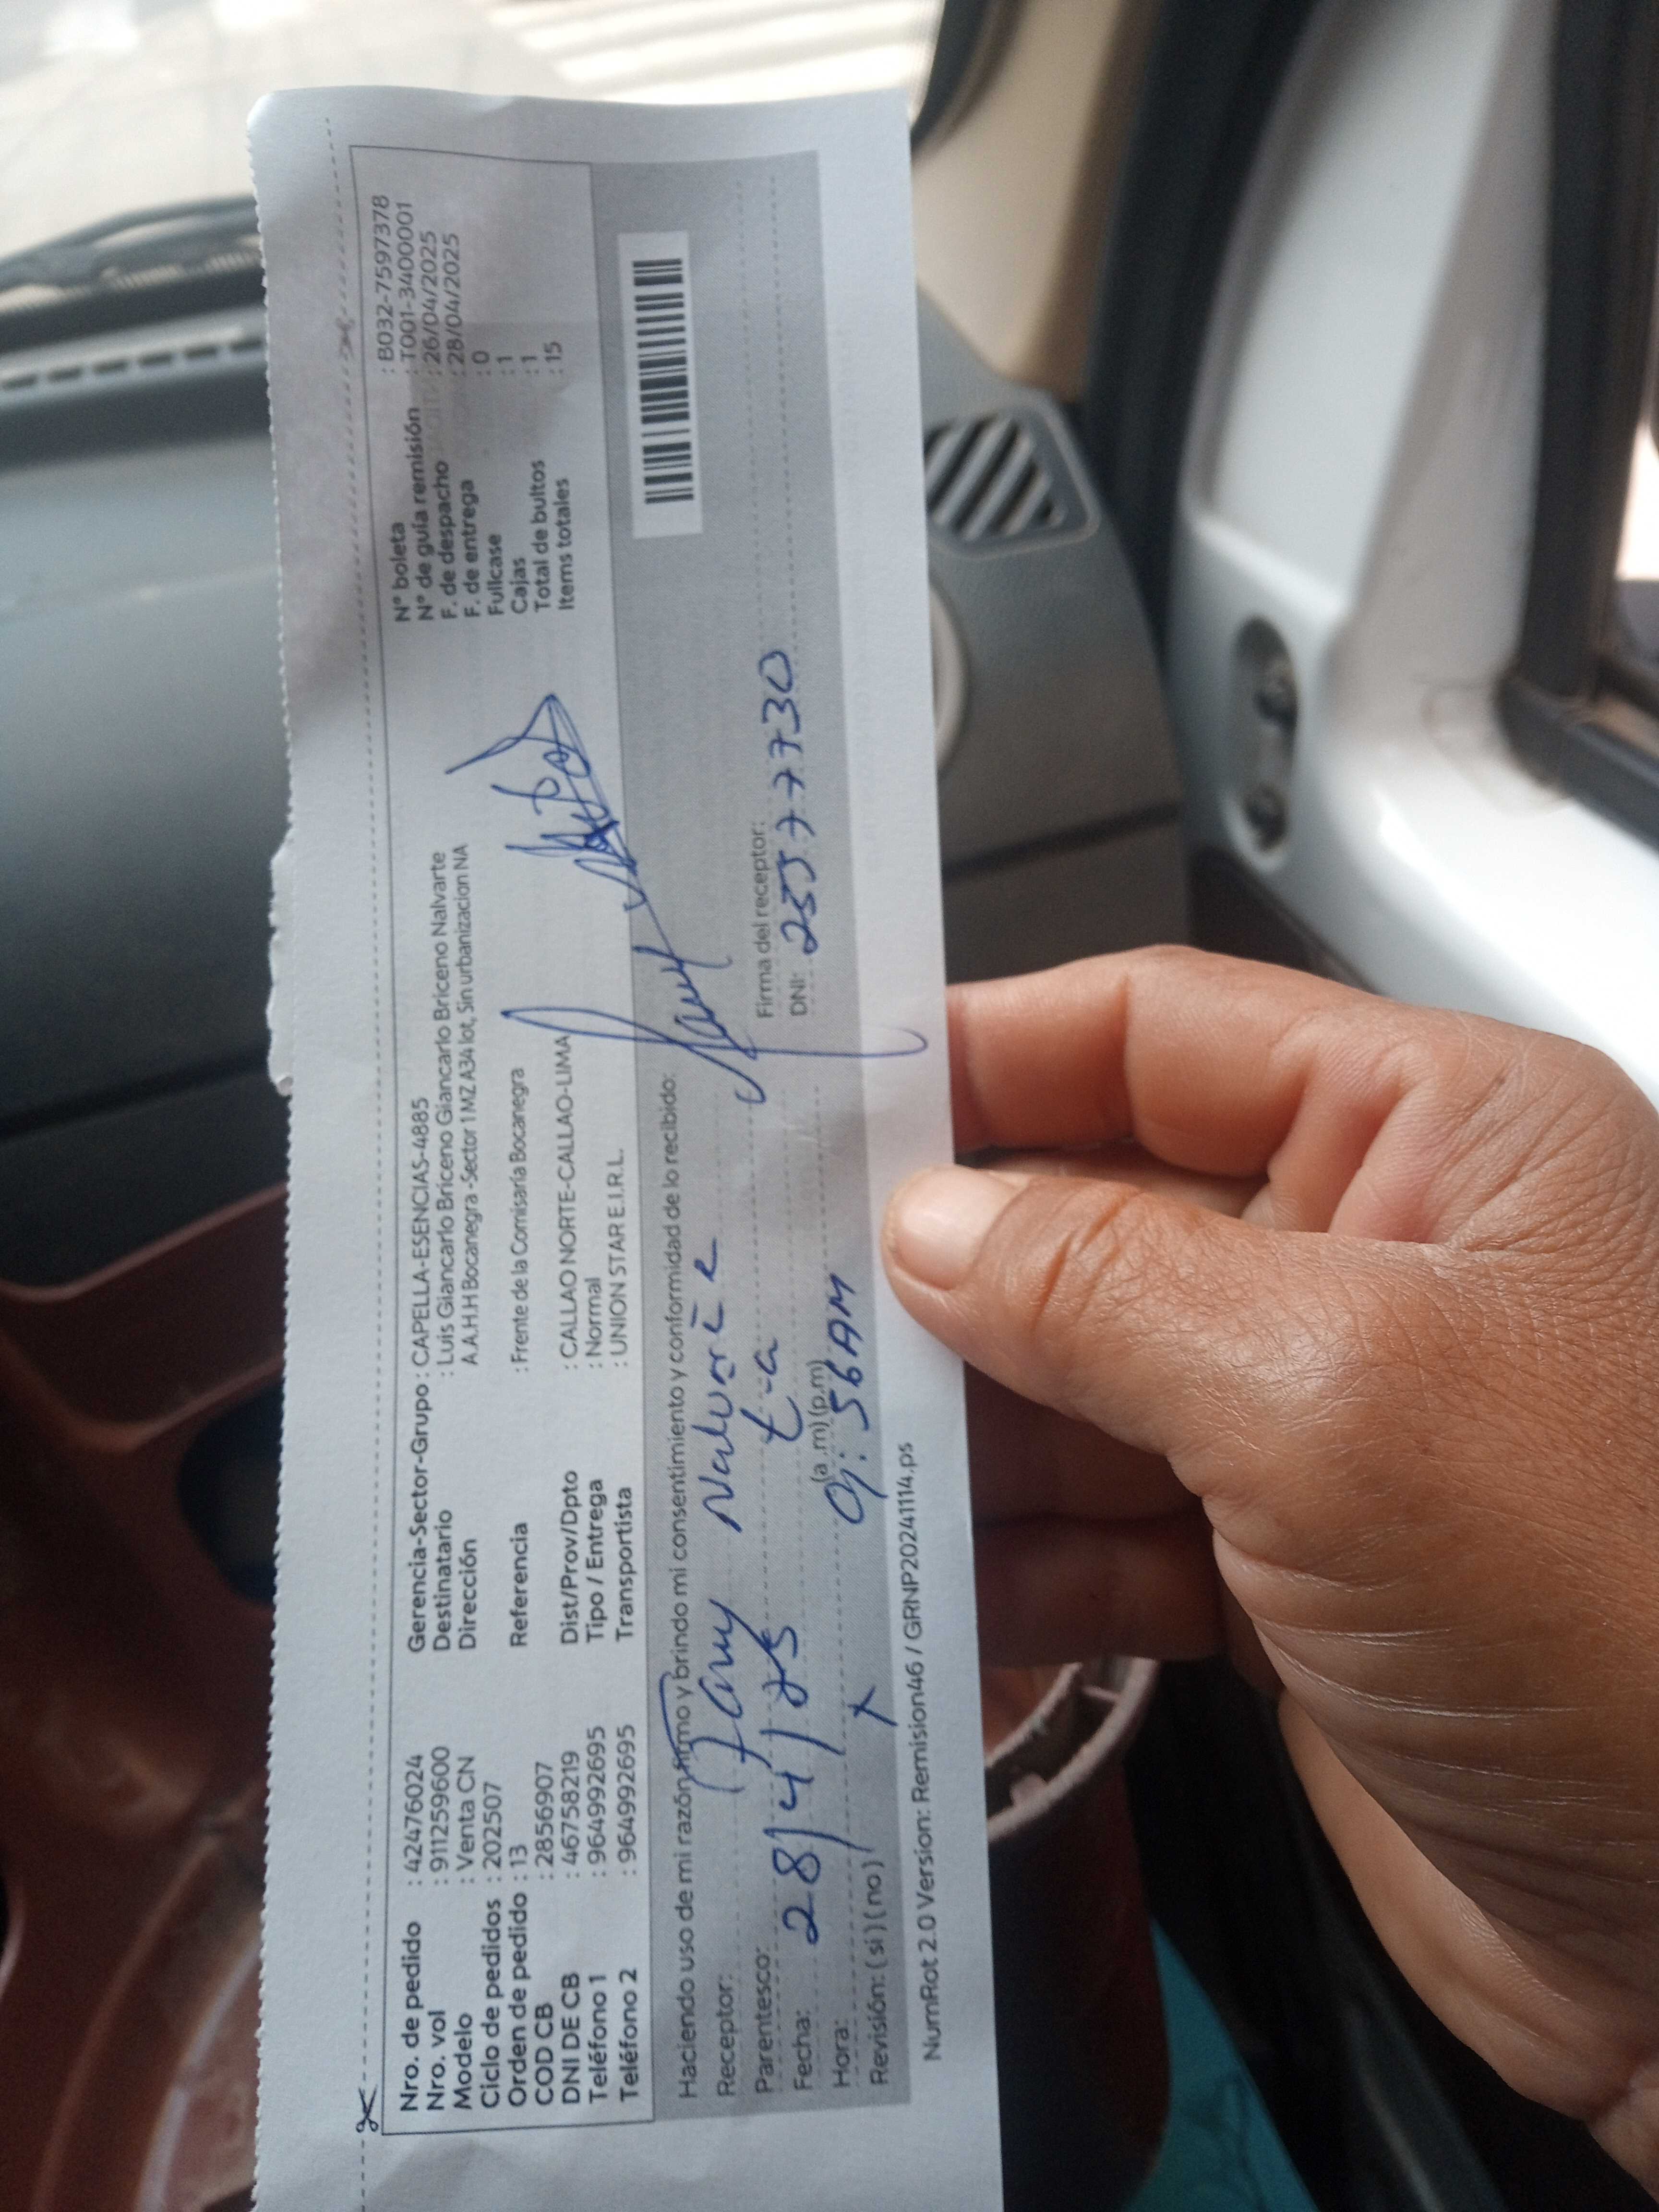 Nro. de pedido : 42476024
Nro. vol : 9112596​00
Modelo : Venta CN
Ciclo de pedidos : 202507
Orden de pedido : 13
COD CB : 2856907
DNI DE CB : 46758219
Teléfono 1 : 964992695
Teléfono 2 : 964992695
Gerencia-Sector-Grupo : CAPELLA-ESENCIAS-4885
Destinatario : Luis Giancarlo Briceno Giancarlo Briceno Nalvarte
Dirección A.A.H.H Bocanegra -Sector 1 MZ A34 lot, Sin urbanizacion NA
Referencia : Frente de la Comisaría Bocanegra
Dist/Prov/Dpto : CALLAO NORTE-CALLAO-LIMA
Tipo / Entrega : Normal
Transportista : UNION STAR E.I.R.L.
N° boleta : B032-7597378
N° de guía remisión : T001-3400001
F. de despacho : 26/04/2025
F. de entrega : 28/04/2025
Fullcase : 0
Cajas : 1
Total de bultos : 1
Items totales : 15
Haciendo uso de mi razón, firmo y brindo mi consentimiento y conformidad de lo recibido:
Receptor: Fany
Parentesco: t-a
Fecha: 28/4/25
Hora: (a.m) (p.m) 9:56AM
Revisión: (si) (no) x
Firma del receptor:
DNI: 25577730
NumRot 2.0 Version: Remision46 / GRNP20241114.ps